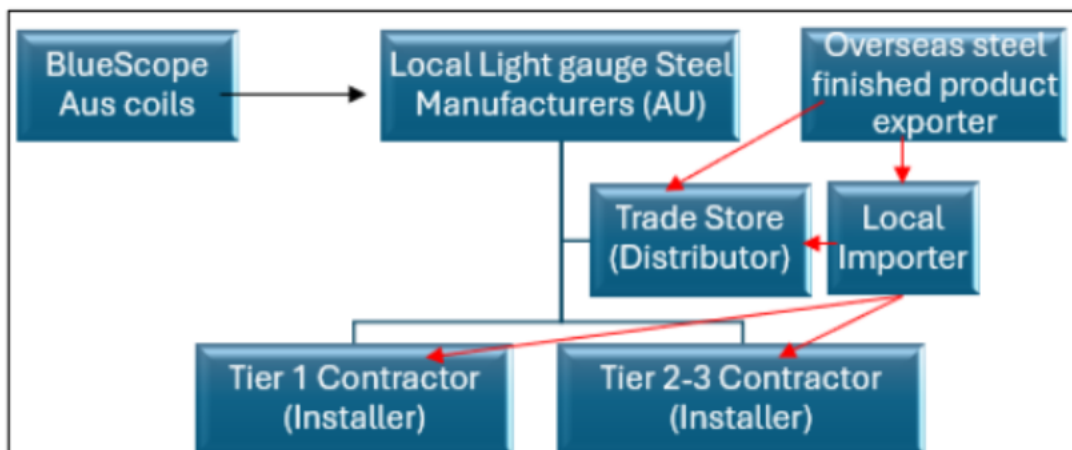 BlueScope
Aus coils
Local Light gauge Steel
Manufacturers (AU)
Overseas steel
finished product
exporter
Trade Store
(Distributor)
Local
Importer
Tier 1 Contractor
(Installer)
Tier 2-3 Contractor
(Installer)